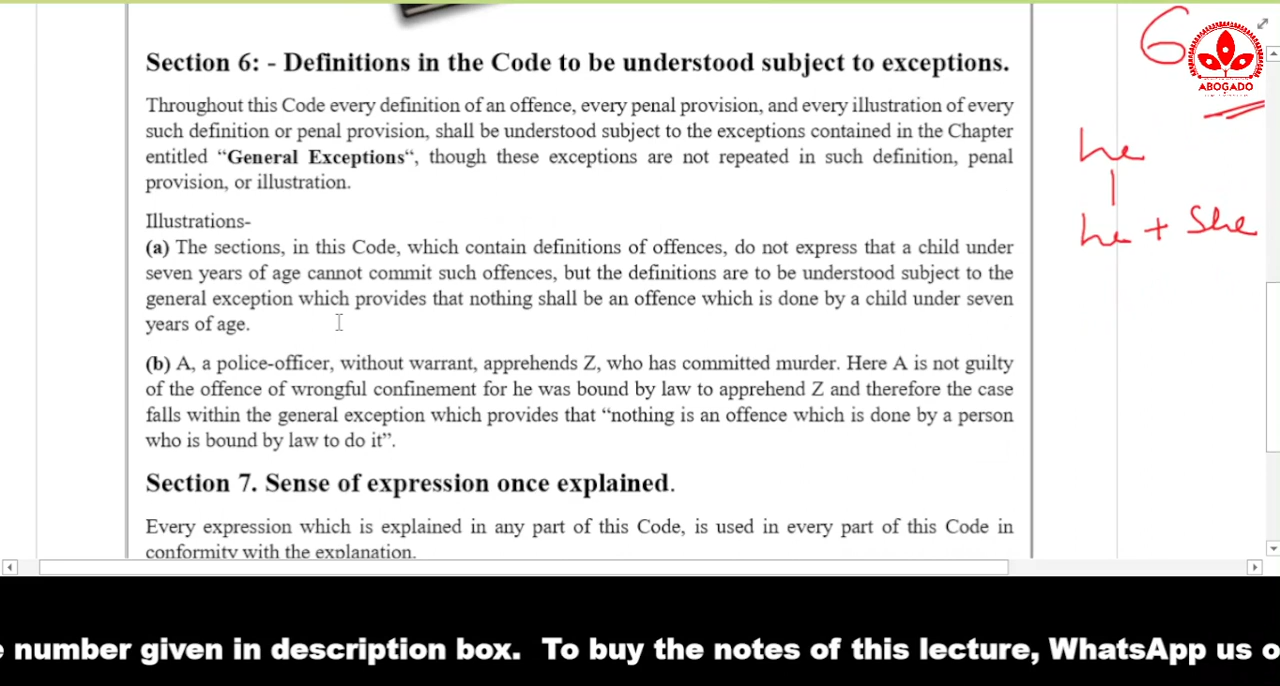 Section 6: - Definitions in the Code to be understood subject to exceptions.
Throughout this Code every definition of an offence, every penal provision, and every illustration of every
such definition or penal provision, shall be understood subject to the exceptions contained in the Chapter
entitled “General Exceptions“, though these exceptions are not repeated in such definition, penal
provision, or illustration.
Illustrations-
(a) The sections, in this Code, which contain definitions of offences, do not express that a child under
seven years of age cannot commit such offences, but the definitions are to be understood subject to the
general exception which provides that nothing shall be an offence which is done by a child under seven
years of age.
(b) A, a police-officer, without warrant, apprehends Z, who has committed murder. Here A is not guilty
of the offence of wrongful confinement for he was bound by law to apprehend Z and therefore the case
falls within the general exception which provides that “nothing is an offence which is done by a person
who is bound by law to do it”.
Section 7. Sense of expression once explained.
Every expression which is explained in any part of this Code, is used in every part of this Code in
conformity with the explanation.
6
ABOGADO
he
he + She
number given in description box. To buy the notes of this lecture, WhatsApp us o